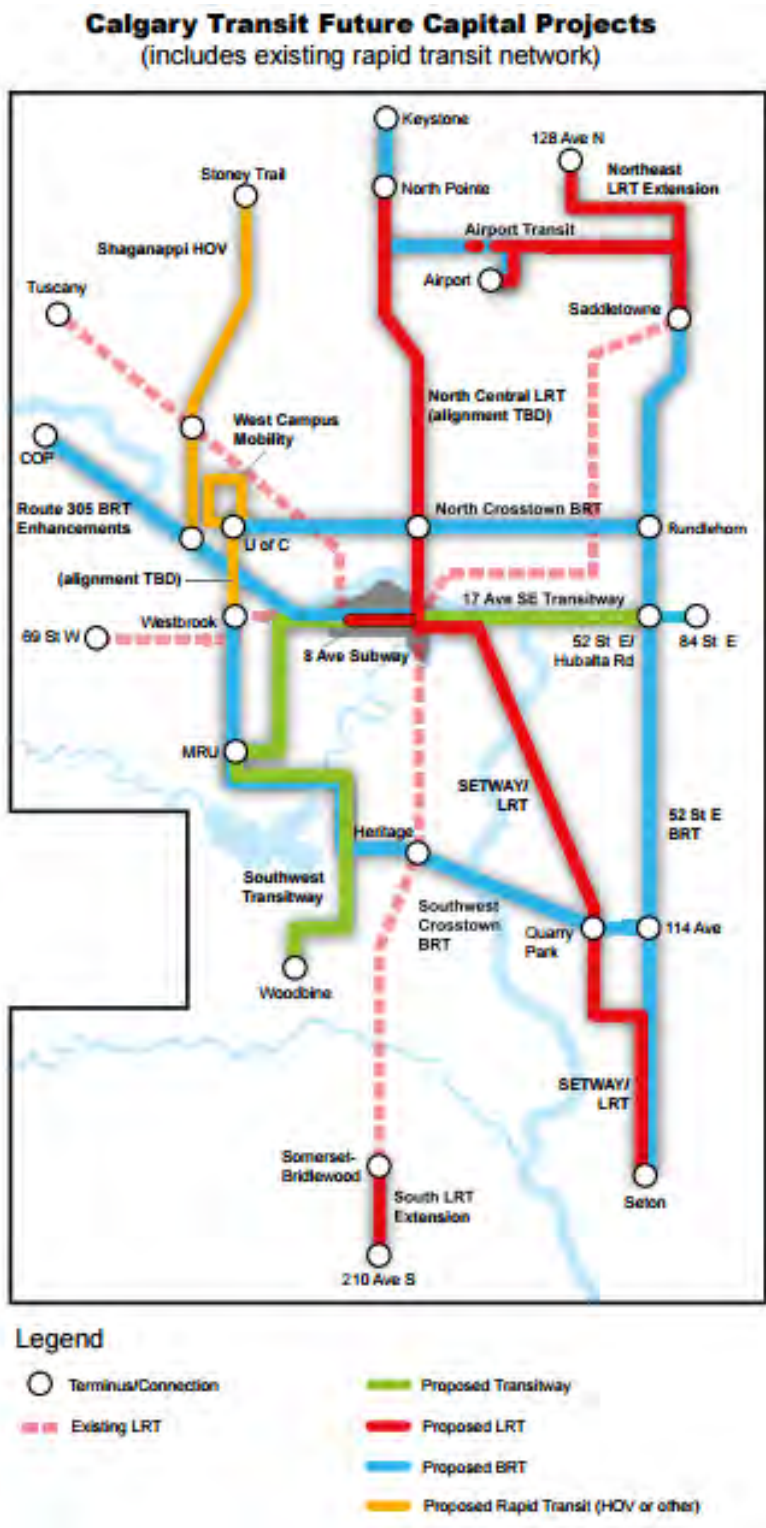 Calgary Transit Future Capital Projects
(includes existing rapid transit network)
Keystone
128 Ave N
Northeast
LRT Extension
Stoney Trail
North Pointe
Airport Transit
Shaganappi HOV
Airport
Tuscany
Saddletowne
North Central LRT
(alignment TBD)
West Campus
Mobility
COP
Route 305 BRT
Enhancements
North Crosstown BRT
Rundlehorn
U of C
(alignment TBD)
17 Ave SE Transitway
Westbrook
69 St W
8 Ave Subway
52 St E/
Hubalta Rd
84 St E
MRU
SETWAY/
LRT
52 St E
BRT
Heritage
Southwest
Transitway
Southwest
Crosstown
BRT
Quarry
Park
114 Ave
Woodbine
SETWAY/
LRT
Somerset-
Bridlewood
South LRT
Extension
Seton
210 Ave S
Legend
Terminus/Connection
Proposed Transitway
Existing LRT
Proposed LRT
Proposed BRT
Proposed Rapid Transit (HOV or other)